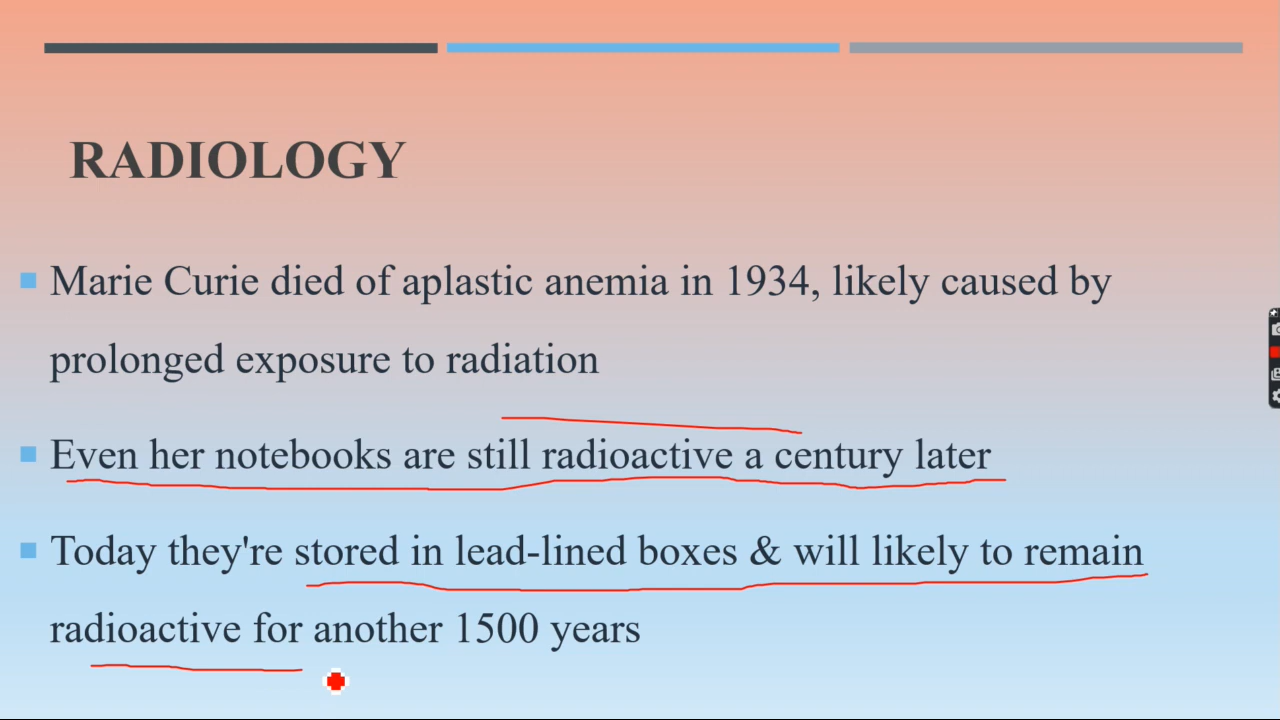 RADIOLOGY
Marie Curie died of aplastic anemia in 1934, likely caused by
prolonged exposure to radiation
Even her notebooks are still radioactive a century later
Today they're stored in lead-lined boxes & will likely to remain
radioactive for another 1500 years